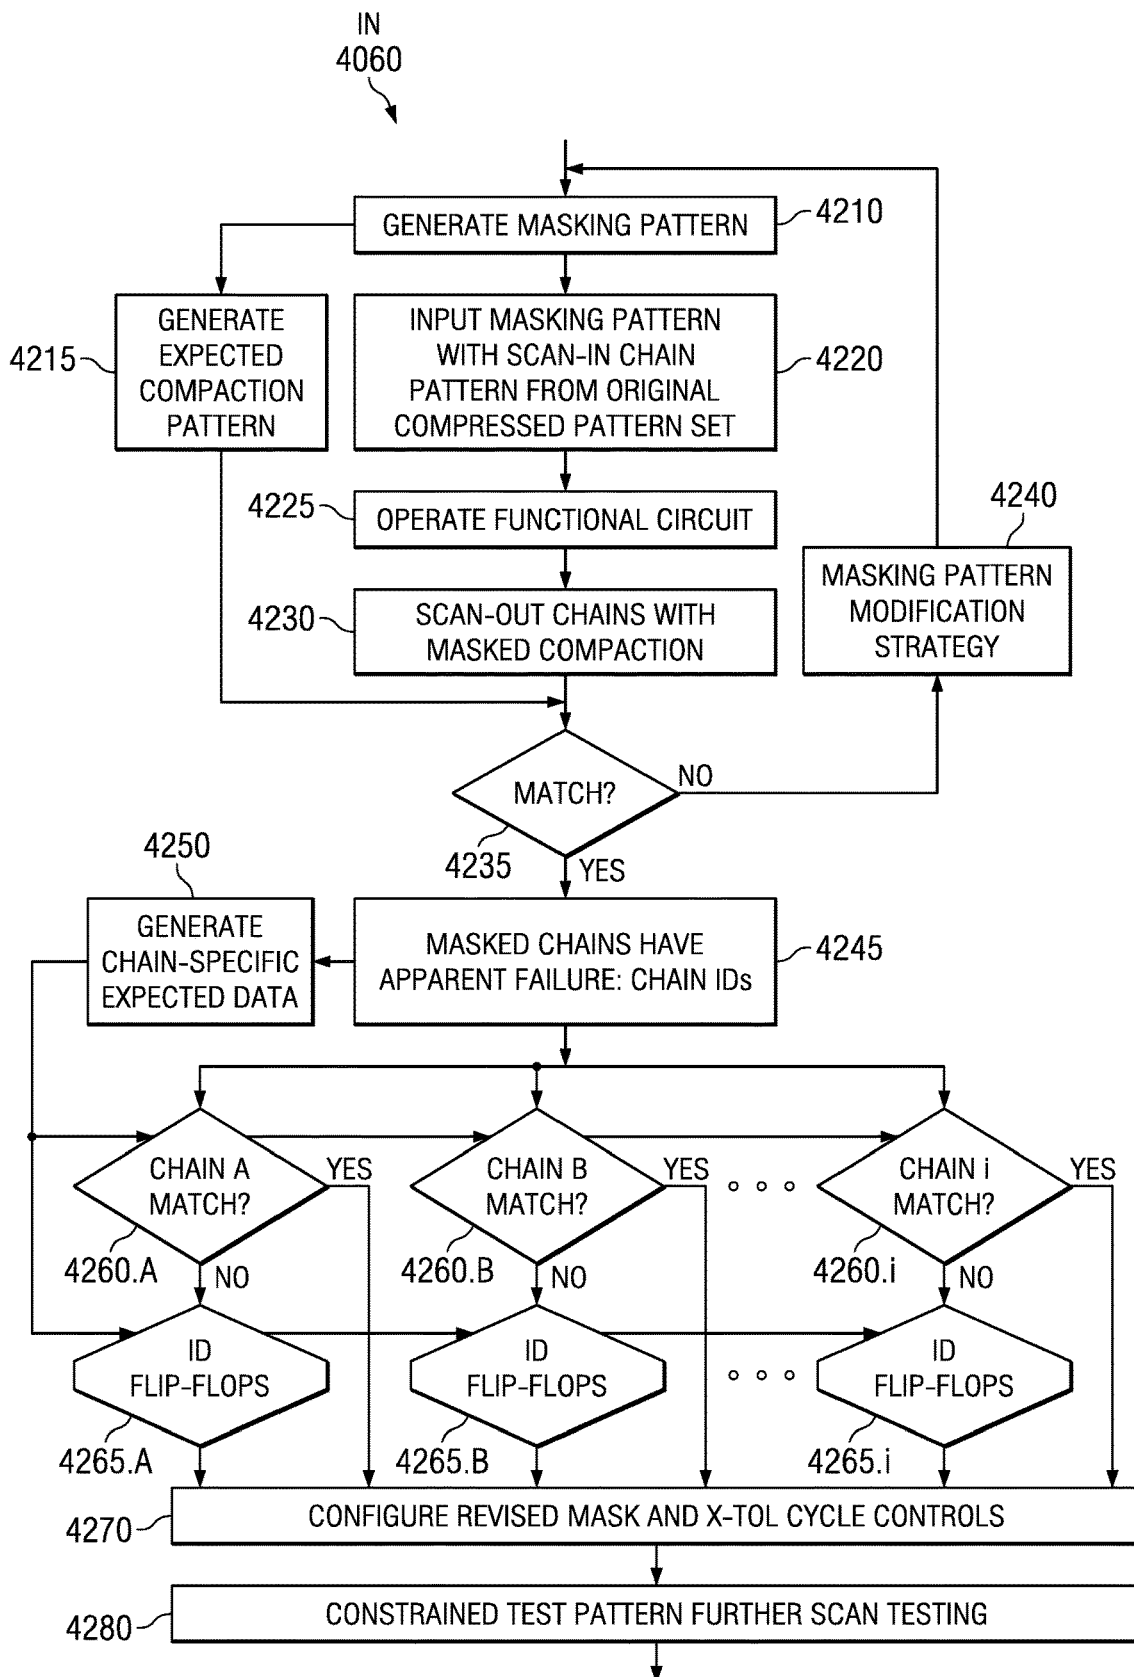 IN
4060
GENERATE MASKING PATTERN
4210
GENERATE
EXPECTED
COMPACTION
PATTERN
4215
INPUT MASKING PATTERN
WITH SCAN-IN CHAIN
PATTERN FROM ORIGINAL
COMPRESSED PATTERN SET
4220
4225
OPERATE FUNCTIONAL CIRCUIT
4240
MASKING PATTERN
MODIFICATION
STRATEGY
4230
SCAN-OUT CHAINS WITH
MASKED COMPACTION
MATCH?
NO
4235
YES
4250
GENERATE
CHAIN-SPECIFIC
EXPECTED DATA
MASKED CHAINS HAVE
APPARENT FAILURE: CHAIN IDs
4245
CHAIN A
MATCH?
YES
4260.A
NO
CHAIN B
MATCH?
YES
4260.B
NO
CHAIN i
MATCH?
YES
4260.i
NO
ID
FLIP-FLOPS
4265.A
ID
FLIP-FLOPS
4265.B
ID
FLIP-FLOPS
4265.i
CONFIGURE REVISED MASK AND X-TOL CYCLE CONTROLS
4270
CONSTRAINED TEST PATTERN FURTHER SCAN TESTING
4280